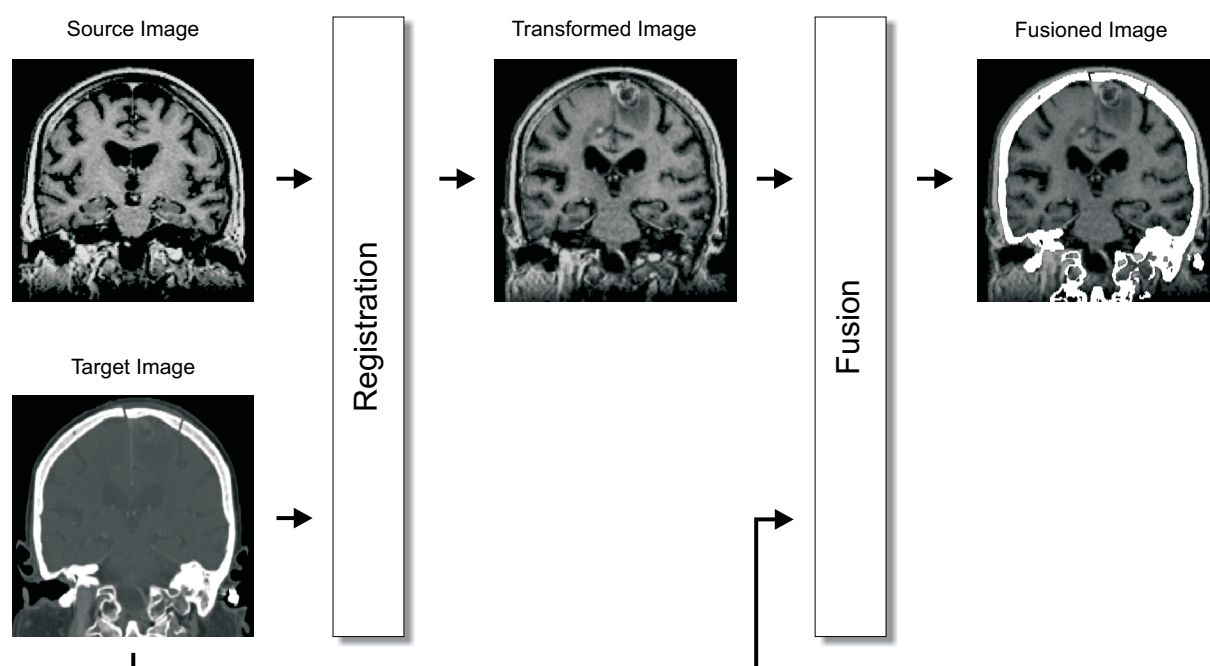 Source Image
Transformed Image
Fusioned Image
Registration
Fusion
Target Image